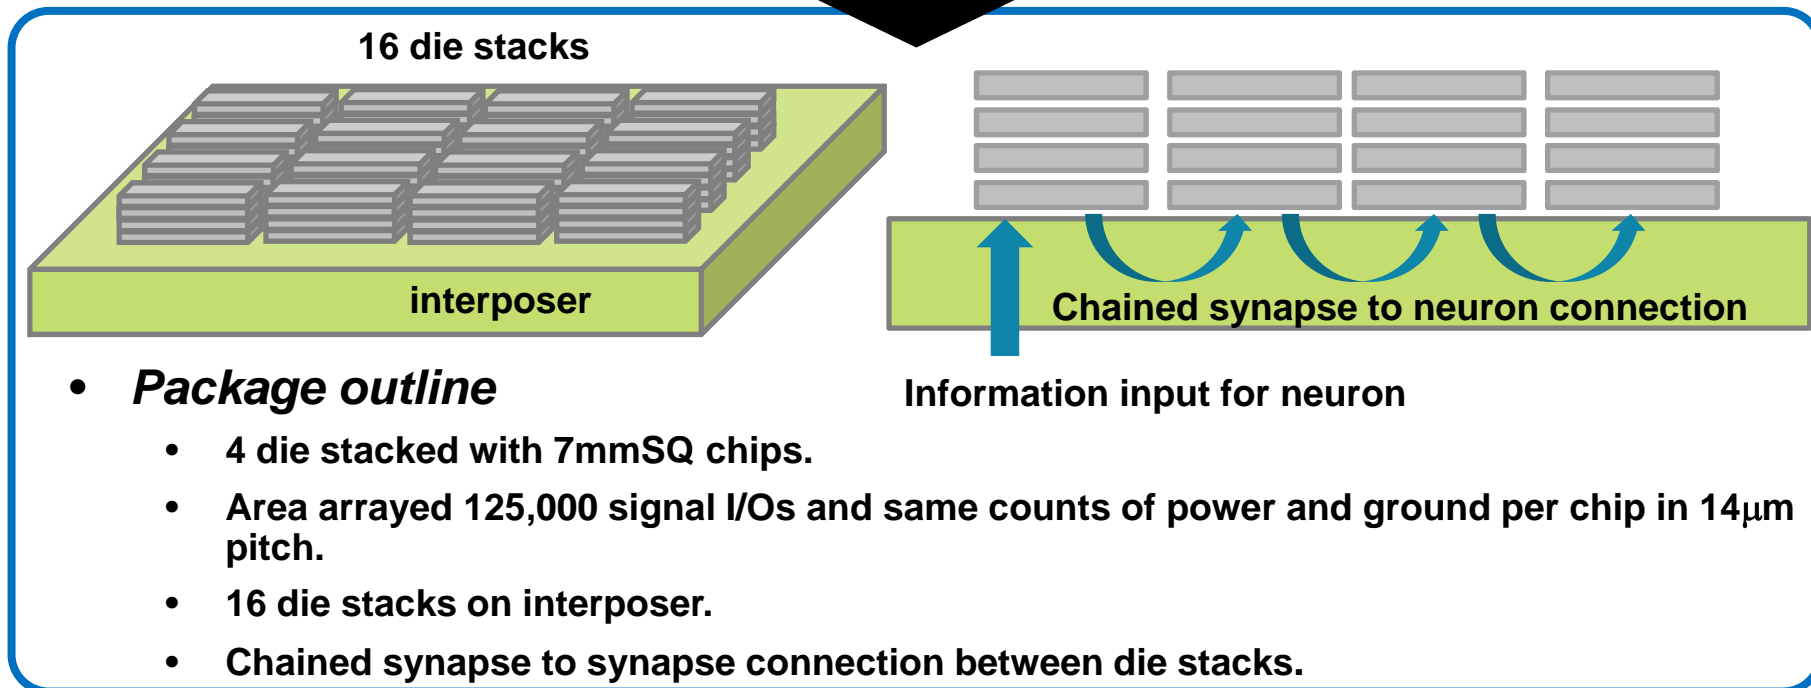 16 die stacks
interposer
Chained synapse to neuron connection
Information input for neuron
• Package outline
• 4 die stacked with 7mmSQ chips.
• Area arrayed 125,000 signal I/Os and same counts of power and ground per chip in 14μm
pitch.
• 16 die stacks on interposer.
• Chained synapse to synapse connection between die stacks.